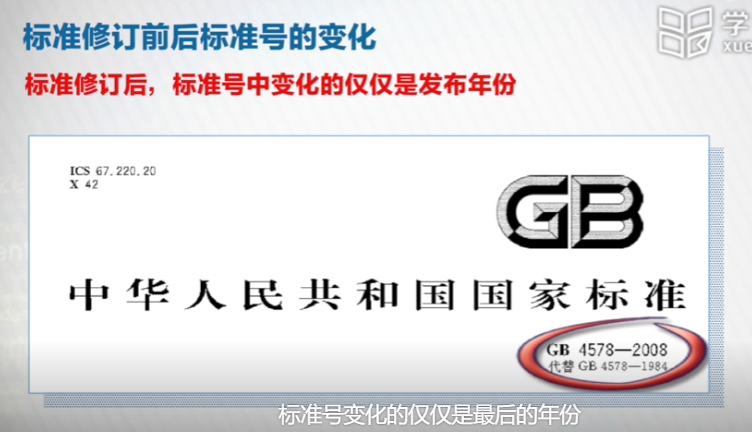 标准修订前后标准号的变化
学
xue
标准修订后，标准号中变化的仅仅是发布年份
ICS 67.220.20
X 42
GB
中华人民共和国国家标准
GB 4578—2008
代替 GB 4578—1984
标准号变化的仅仅是最后的年份